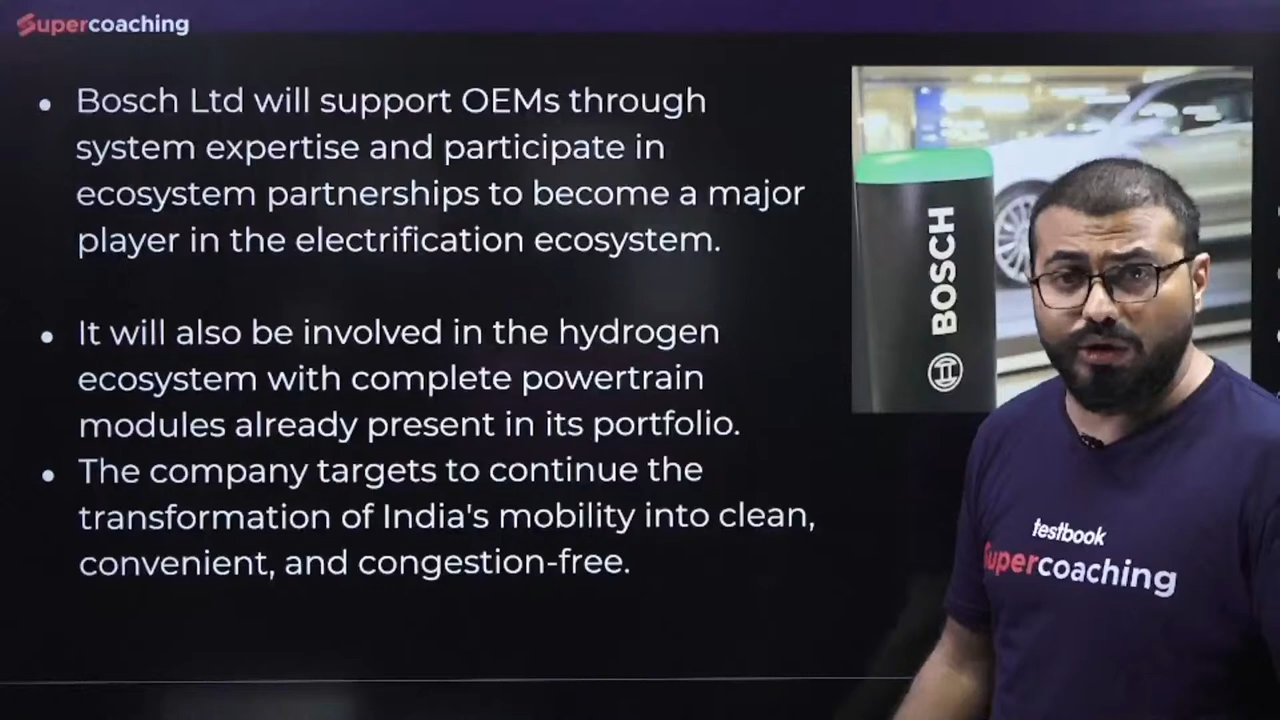 Supercoaching
Bosch Ltd will support OEMs through
system expertise and participate in
ecosystem partnerships to become a major
player in the electrification ecosystem.
It will also be involved in the hydrogen
ecosystem with complete powertrain
modules already present in its portfolio.
The company targets to continue the
transformation of India's mobility into clean,
convenient, and congestion-free.
BOSCH
testbook
Supercoaching